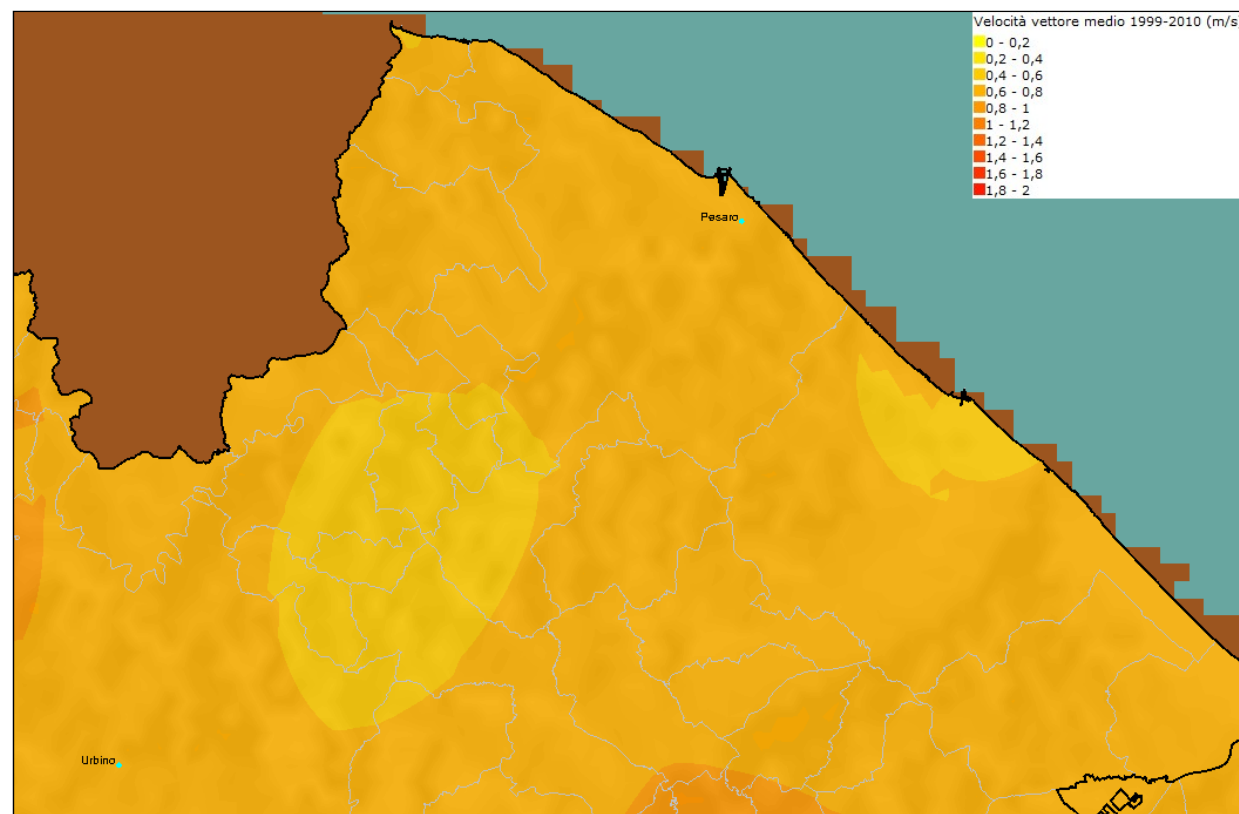 Velocità vettore medio 1999-2010 (m/s)
0 - 0,2
0,2 - 0,4
0,4 - 0,6
0,6 - 0,8
0,8 - 1
1 - 1,2
1,2 - 1,4
1,4 - 1,6
1,6 - 1,8
1,8 - 2
Pesaro
Urbino